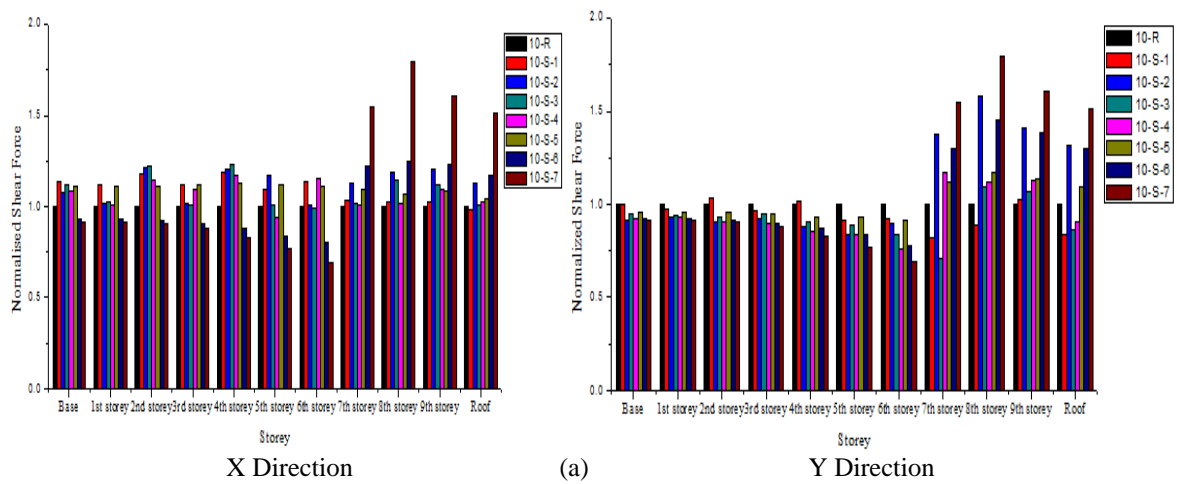 2.0
1.5
1.0
0.5
0.0
Normalised Shear Force
10-R
10-S-1
10-S-2
10-S-3
10-S-4
10-S-5
10-S-6
10-S-7
Base 1st storey 2nd storey 3rd storey 4th storey 5th storey 6th storey 7th storey 8th storey 9th storey Roof
Storey
2.0
1.5
1.0
0.5
0.0
Normalized Shear Force
10-R
10-S-1
10-S-2
10-S-3
10-S-4
10-S-5
10-S-6
10-S-7
Base 1st storey 2nd storey 3rd storey 4th storey 5th storey 6th storey 7th storey 8th storey 9th storey Roof
Storey
X Direction (a) Y Direction